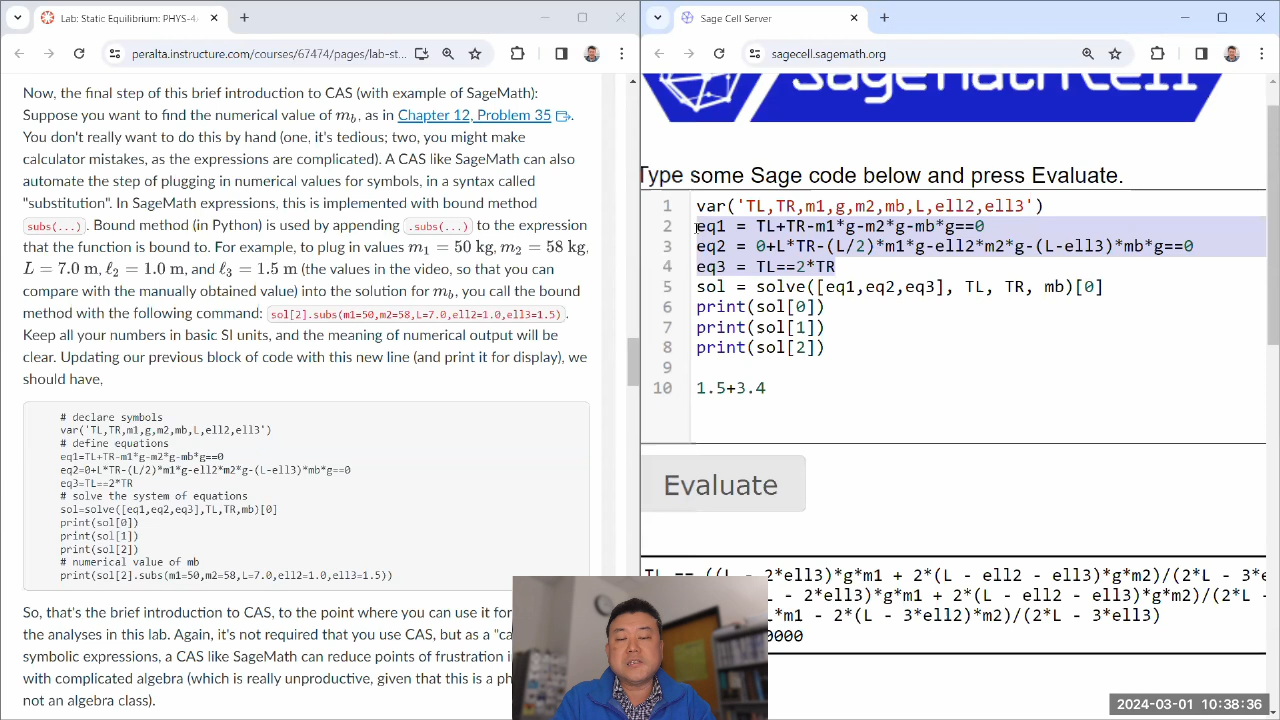 Lab: Static Equilibrium: PHYS-4
peralta.instructure.com/courses/67474/pages/lab-st...
Now, the final step of this brief introduction to CAS (with example of SageMath):
Suppose you want to find the numerical value of m_b, as in Chapter 12, Problem 35.
You don't really want to do this by hand (one, it's tedious; two, you might make
calculator mistakes, as the expressions are complicated). A CAS like SageMath can also
automate the step of plugging in numerical values for symbols, in a syntax called
"substitution". In SageMath expressions, this is implemented with bound method
subs(...). Bound method(in Python) is used by appending .subs(...) to the expression
that the function is bound to. For example, to plug in values m₁ = 50 kg, m₂ = 58 kg,
L = 7.0 m, ℓ₂ = 1.0 m, and ℓ₃ = 1.5 m (the values in the video, so that you can
compare with the manually obtained value) into the solution for m_b, you call the bound
method with the following command: sol[2].subs(m1=50,m2=58,L=7.0,ell2=1.0,ell3=1.5).
Keep all your numbers in basic SI units, and the meaning of numerical output will be
clear. Updating our previous block of code with this new line (and print it for display), we
should have,
# declare symbols
var('TL,TR,m1,g,m2,mb,L,ell2,ell3')
# define equations
eq1=TL+TR-m1*g-m2*g-mb*g==0
eq2=0+L*TR-(L/2)*m1*g-ell2*m2*g-(L-ell3)*mb*g==0
eq3=TL==2*TR
# solve the system of equations
sol=solve([eq1,eq2,eq3],TL,TR,mb)[0]
print(sol[0])
print(sol[1])
print(sol[2])
# numerical value of mb
print(sol[2].subs(m1=50,m2=58,L=7.0,ell2=1.0,ell3=1.5))
So, that's the brief introduction to CAS, to the point where you can use it for
the analyses in this lab. Again, it's not required that you use CAS, but as a "ca
symbolic expressions, a CAS like SageMath can reduce points of frustration i
with complicated algebra (which is really unproductive, given that this is a ph
not an algebra class).
Sage Cell Server
sagecell.sagemath.org
SageMathCell
Type some Sage code below and press Evaluate.
1 var('TL,TR,m1,g,m2,mb,L,ell2,ell3')
2 eq1 = TL+TR-m1*g-m2*g-mb*g==0
3 eq2 = 0+L*TR-(L/2)*m1*g-ell2*m2*g-(L-ell3)*mb*g==0
4 eq3 = TL==2*TR
5 sol = solve([eq1,eq2,eq3], TL, TR, mb)[0]
6 print(sol[0])
7 print(sol[1])
8 print(sol[2])
9
10 1.5+3.4
Evaluate
TL == ((L - 2*ell3)*g*m1 + 2*(L - ell2 - ell3)*g*m2)/(2*L - 3*e
L - 2*ell3)*g*m1 + 2*(L - ell2 - ell3)*g*m2)/(2*L
*m1 - 2*(L - 3*ell2)*m2)/(2*L - 3*ell3)
0000
2024-03-01 10:38:36